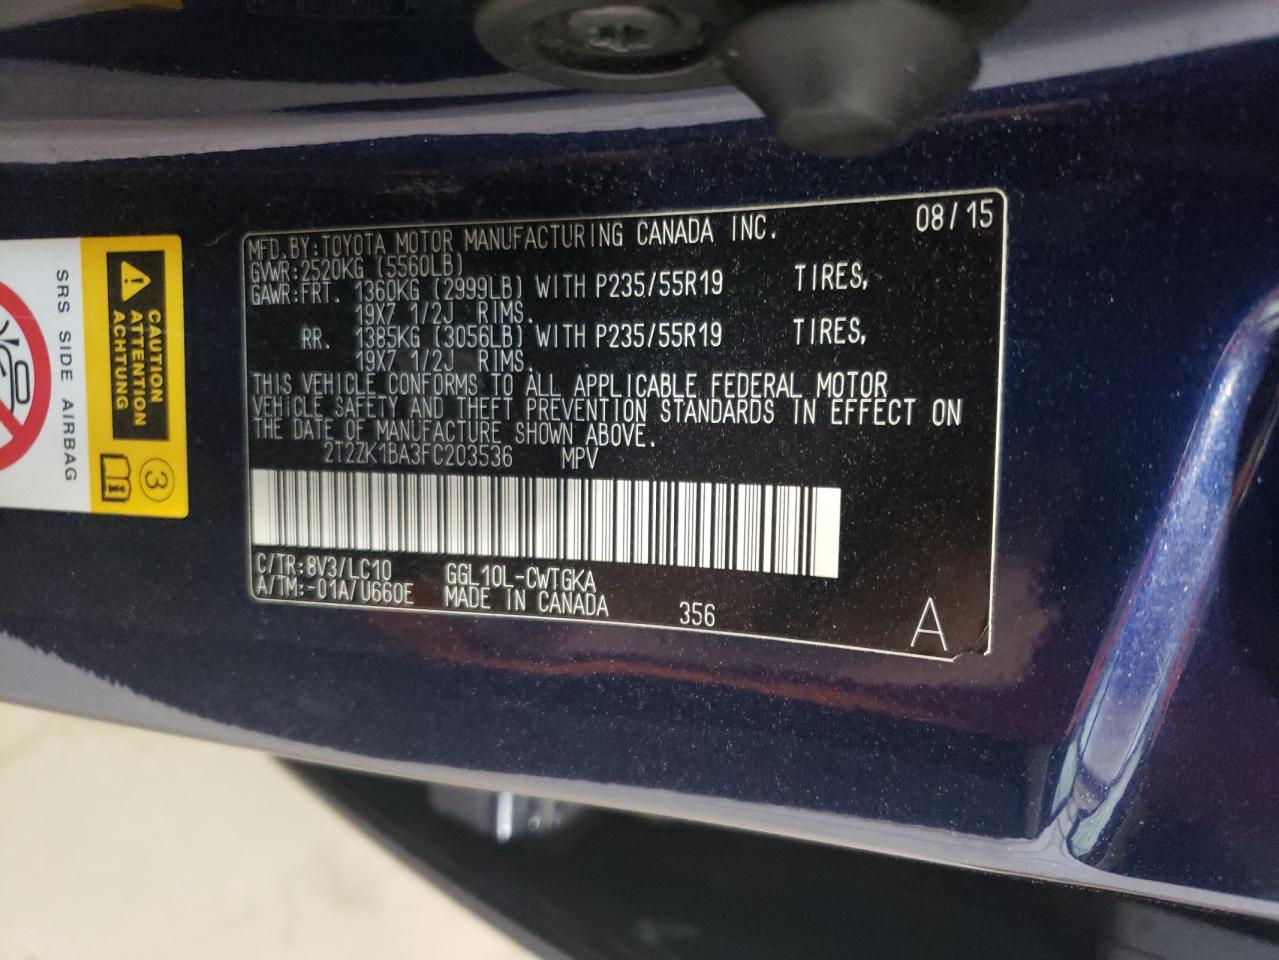 MFD.BY:TOYOTA MOTOR MANUFACTURING CANADA INC. 08/15
GVWR:2520KG (5560LB)
GAWR:FRT. 1360KG (2999LB) WITH P235/55R19 TIRES,
19X7 1/2J RIMS.
RR. 1385KG (3056LB) WITH P235/55R19 TIRES,
19X7 1/2J RIMS.
THIS VEHICLE CONFORMS TO ALL APPLICABLE FEDERAL MOTOR
VEHICLE SAFETY AND THEFT PREVENTION STANDARDS IN EFFECT ON
THE DATE OF MANUFACTURE SHOWN ABOVE.
2T2ZK1BA3FC203536 MPV
C/TR:8V3/LC10 GGL10L-CWTGKA
A/TM:-01A/U660E MADE IN CANADA 356
A
CAUTION
ATTENTION
ACHTUNG
3
SRS SIDE AIRBAG